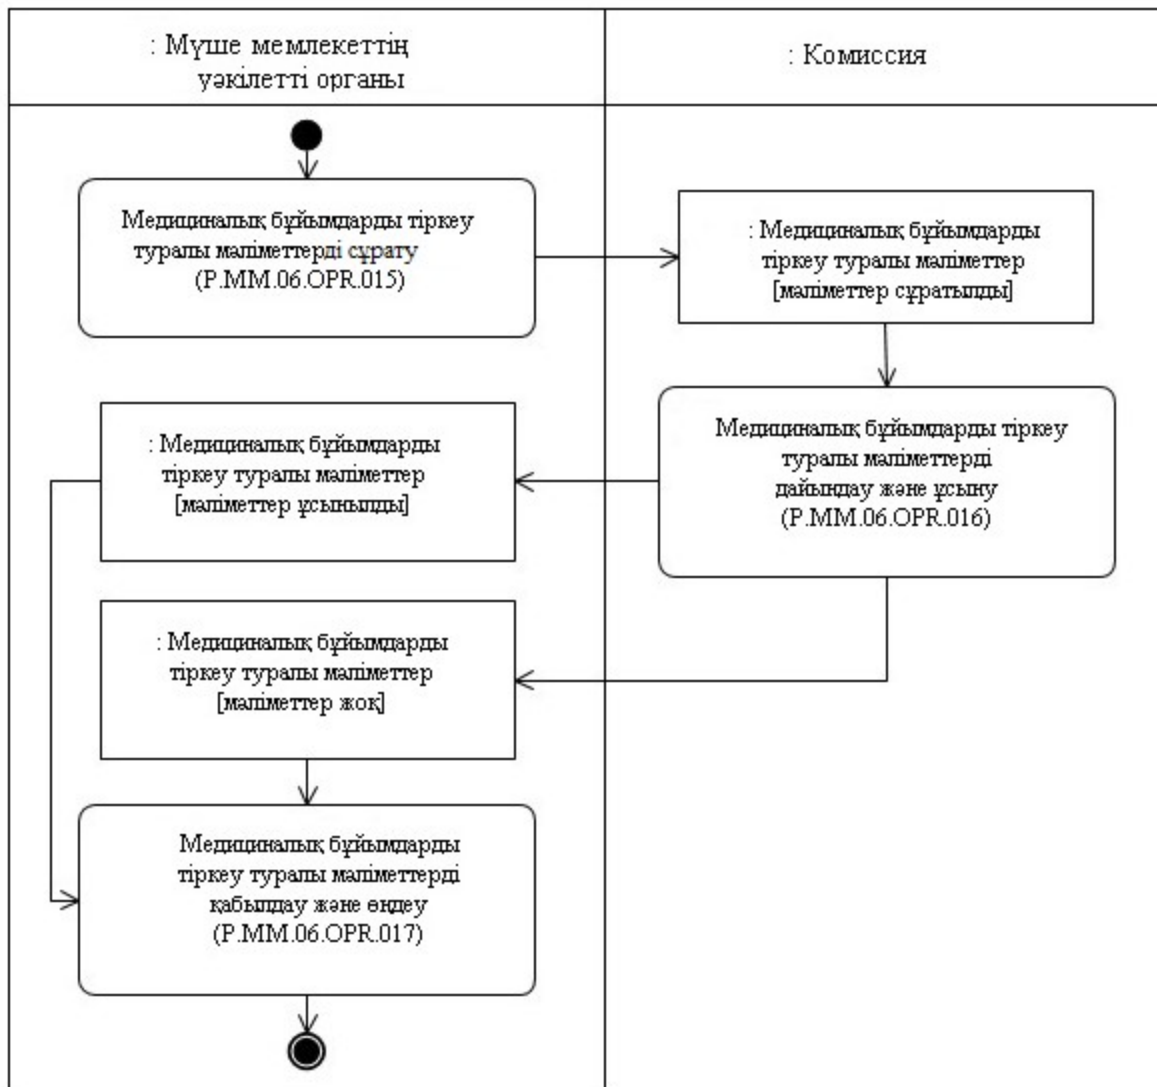 : Мүше мемлекеттің
уәкілетті органы
: Комиссия
Медициналық бұйымдарды тіркеу
туралы мәліметтерді сұрату
(P.MM.06.OPR.015)
: Медициналық бұйымдарды
тіркеу туралы мәліметтер
[мәліметтер сұратылды]
Медициналық бұйымдарды тіркеу
туралы мәліметтерді
дайындау және ұсыну
(P.MM.06.OPR.016)
: Медициналық бұйымдарды
тіркеу туралы мәліметтер
[мәліметтер ұсынылды]
: Медициналық бұйымдарды
тіркеу туралы мәліметтер
[мәліметтер жоқ]
Медициналық бұйымдарды
тіркеу туралы мәліметтерді
қабылдау және өңдеу
(P.MM.06.OPR.017)